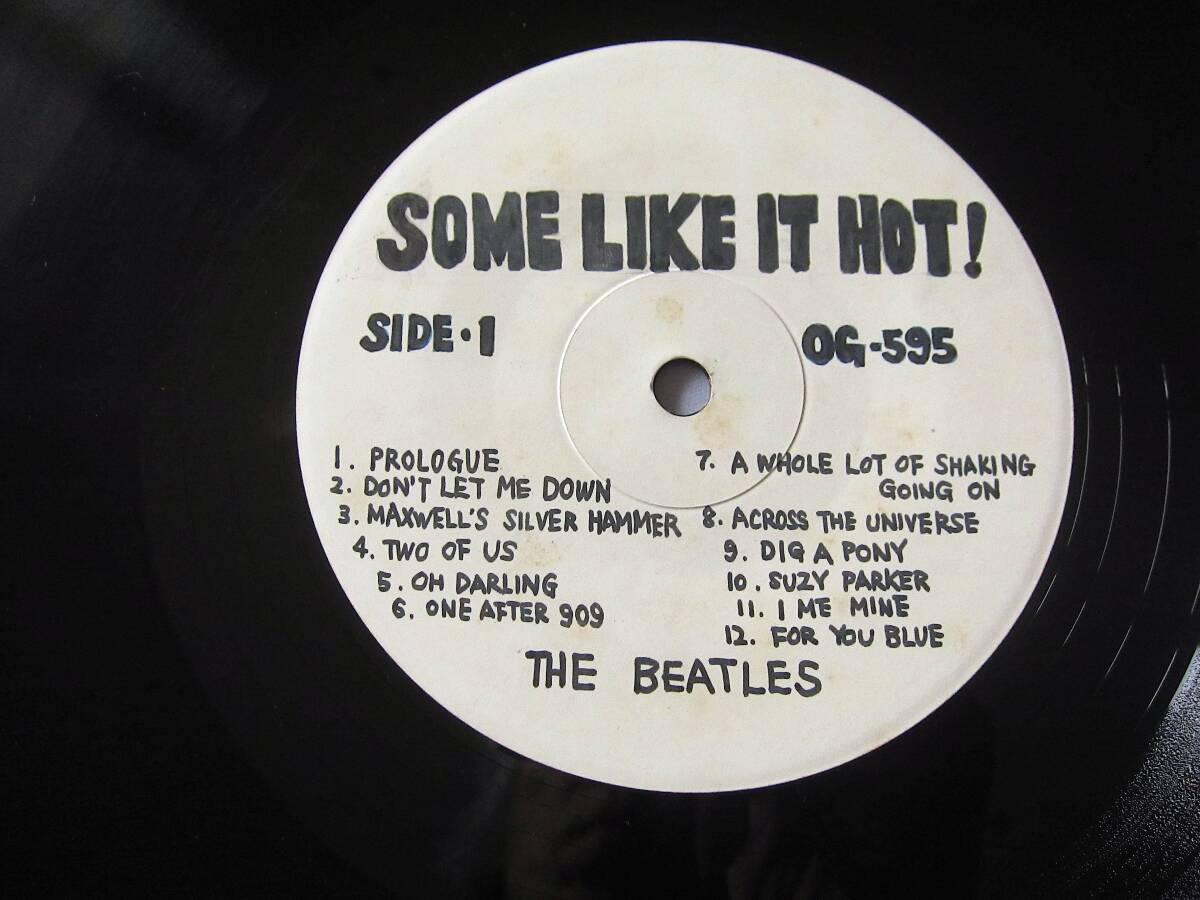 SOME LIKE IT HOT!
SIDE·1
OG-595
1. PROLOGUE
2. DON'T LET ME DOWN
3. MAXWELL'S SILVER HAMMER
4. TWO OF US
5. OH DARLING
6. ONE AFTER 909
7. A WHOLE LOT OF SHAKING
GOING ON
8. ACROSS THE UNIVERSE
9. DIG A PONY
10. SUZY PARKER
11. I ME MINE
12. FOR YOU BLUE
THE BEATLES